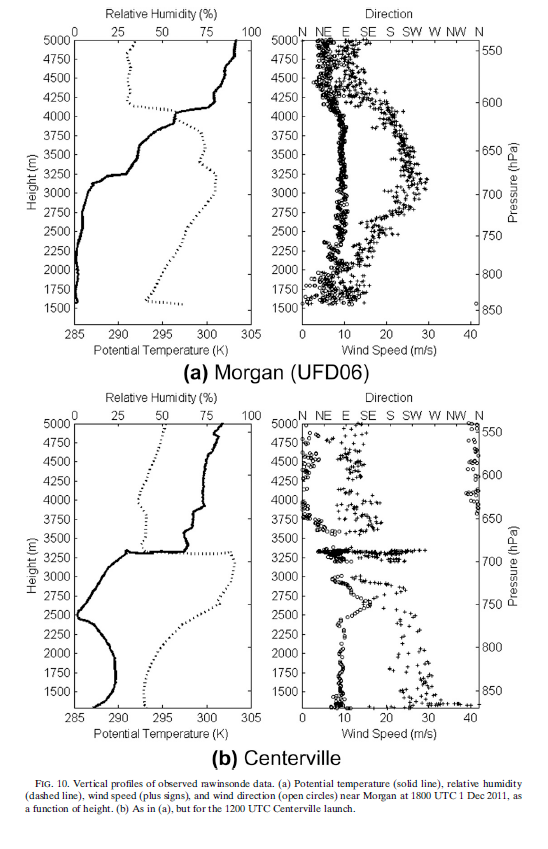 Relative Humidity (%)
0 25 50 75 100
Direction
N NE E SE S SW W NW N
5000
4750
4500
4250
4000
3750
3500
3250
3000
2750
2500
2250
2000
1750
1500
Height (m)
550
600
650
700
750
800
850
Pressure (hPa)
285 290 295 300 305
Potential Temperature (K)
0 10 20 30 40
Wind Speed (m/s)
(a) Morgan (UFD06)
Relative Humidity (%)
0 25 50 75 100
Direction
N NE E SE S SW W NW N
5000
4750
4500
4250
4000
3750
3500
3250
3000
2750
2500
2250
2000
1750
1500
Height (m)
550
600
650
700
750
800
850
Pressure (hPa)
285 290 295 300 305
Potential Temperature (K)
0 10 20 30 40
Wind Speed (m/s)
(b) Centerville
FIG. 10. Vertical profiles of observed rawinsonde data. (a) Potential temperature (solid line), relative humidity
(dashed line), wind speed (plus signs), and wind direction (open circles) near Morgan at 1800 UTC 1 Dec 2011, as
a function of height. (b) As in (a), but for the 1200 UTC Centerville launch.